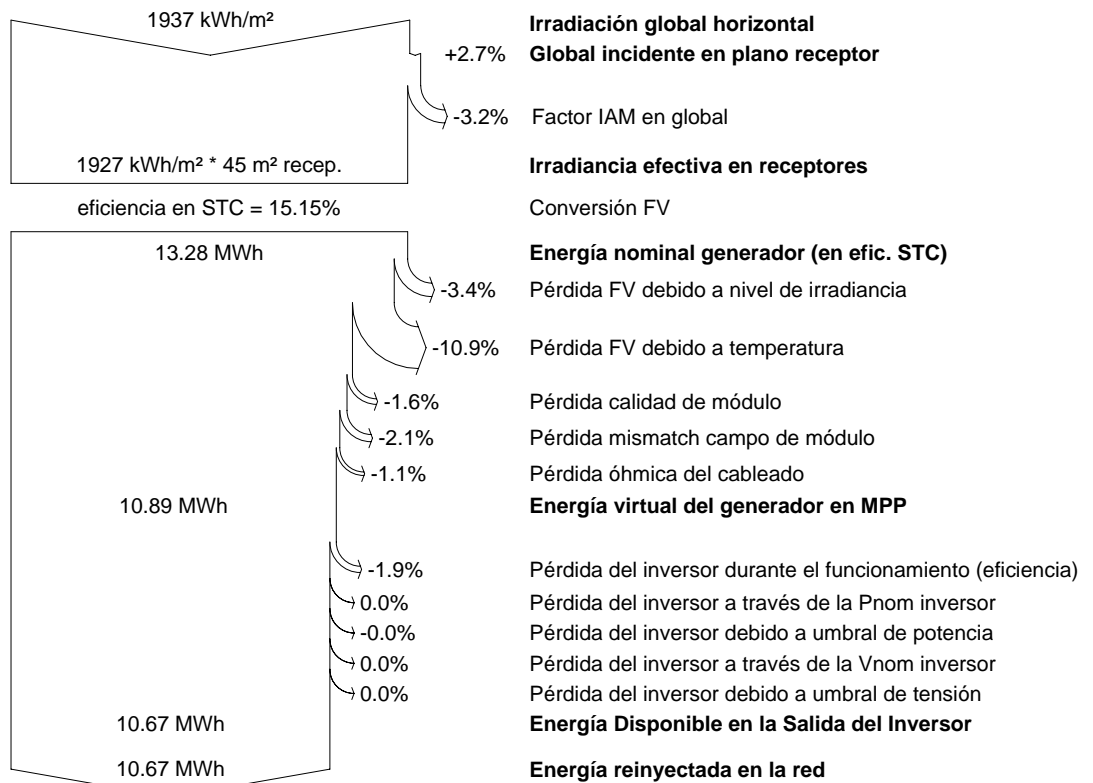 1937 kWh/m² Irradiación global horizontal
+2.7% Global incidente en plano receptor
-3.2% Factor IAM en global
1927 kWh/m² * 45 m² recep. Irradiancia efectiva en receptores
eficiencia en STC = 15.15% Conversión FV
13.28 MWh Energía nominal generador (en efic. STC)
-3.4% Pérdida FV debido a nivel de irradiancia
-10.9% Pérdida FV debido a temperatura
-1.6% Pérdida calidad de módulo
-2.1% Pérdida mismatch campo de módulo
-1.1% Pérdida óhmica del cableado
10.89 MWh Energía virtual del generador en MPP
-1.9% Pérdida del inversor durante el funcionamiento (eficiencia)
0.0% Pérdida del inversor a través de la Pnom inversor
-0.0% Pérdida del inversor debido a umbral de potencia
0.0% Pérdida del inversor a través de la Vnom inversor
0.0% Pérdida del inversor debido a umbral de tensión
10.67 MWh Energía Disponible en la Salida del Inversor
10.67 MWh Energía reinyectada en la red